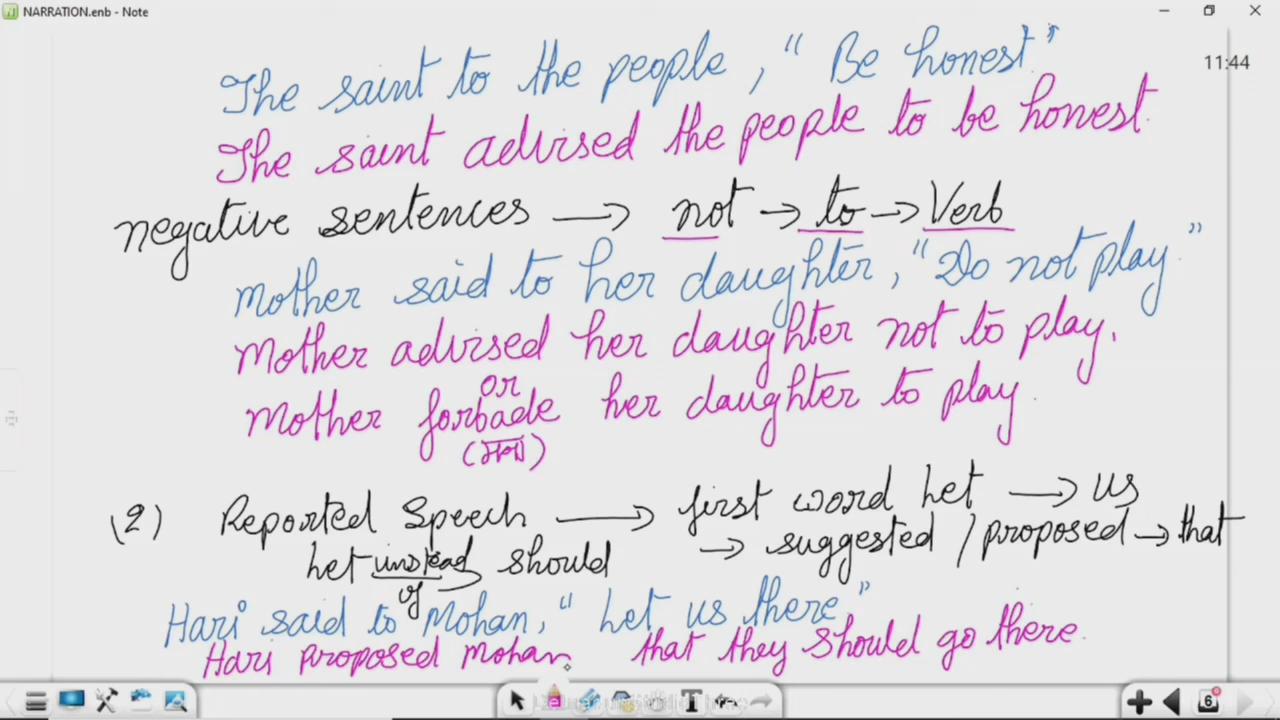 NARRATION.enb - Note
11:44
The saint to the people, "Be honest"
The saint advised the people to be honest.
negative sentences → not → to → Verb
Mother said to her daughter, "Do not play."
Mother advised her daughter not to play.
or
Mother forbade her daughter to play.
(मना)
(2) Reported Speech → first word Let → us
Let instead of should → suggested / proposed → that
Hari said to Mohan, "Let us there"
Hari proposed Mohan that they should go there.
6